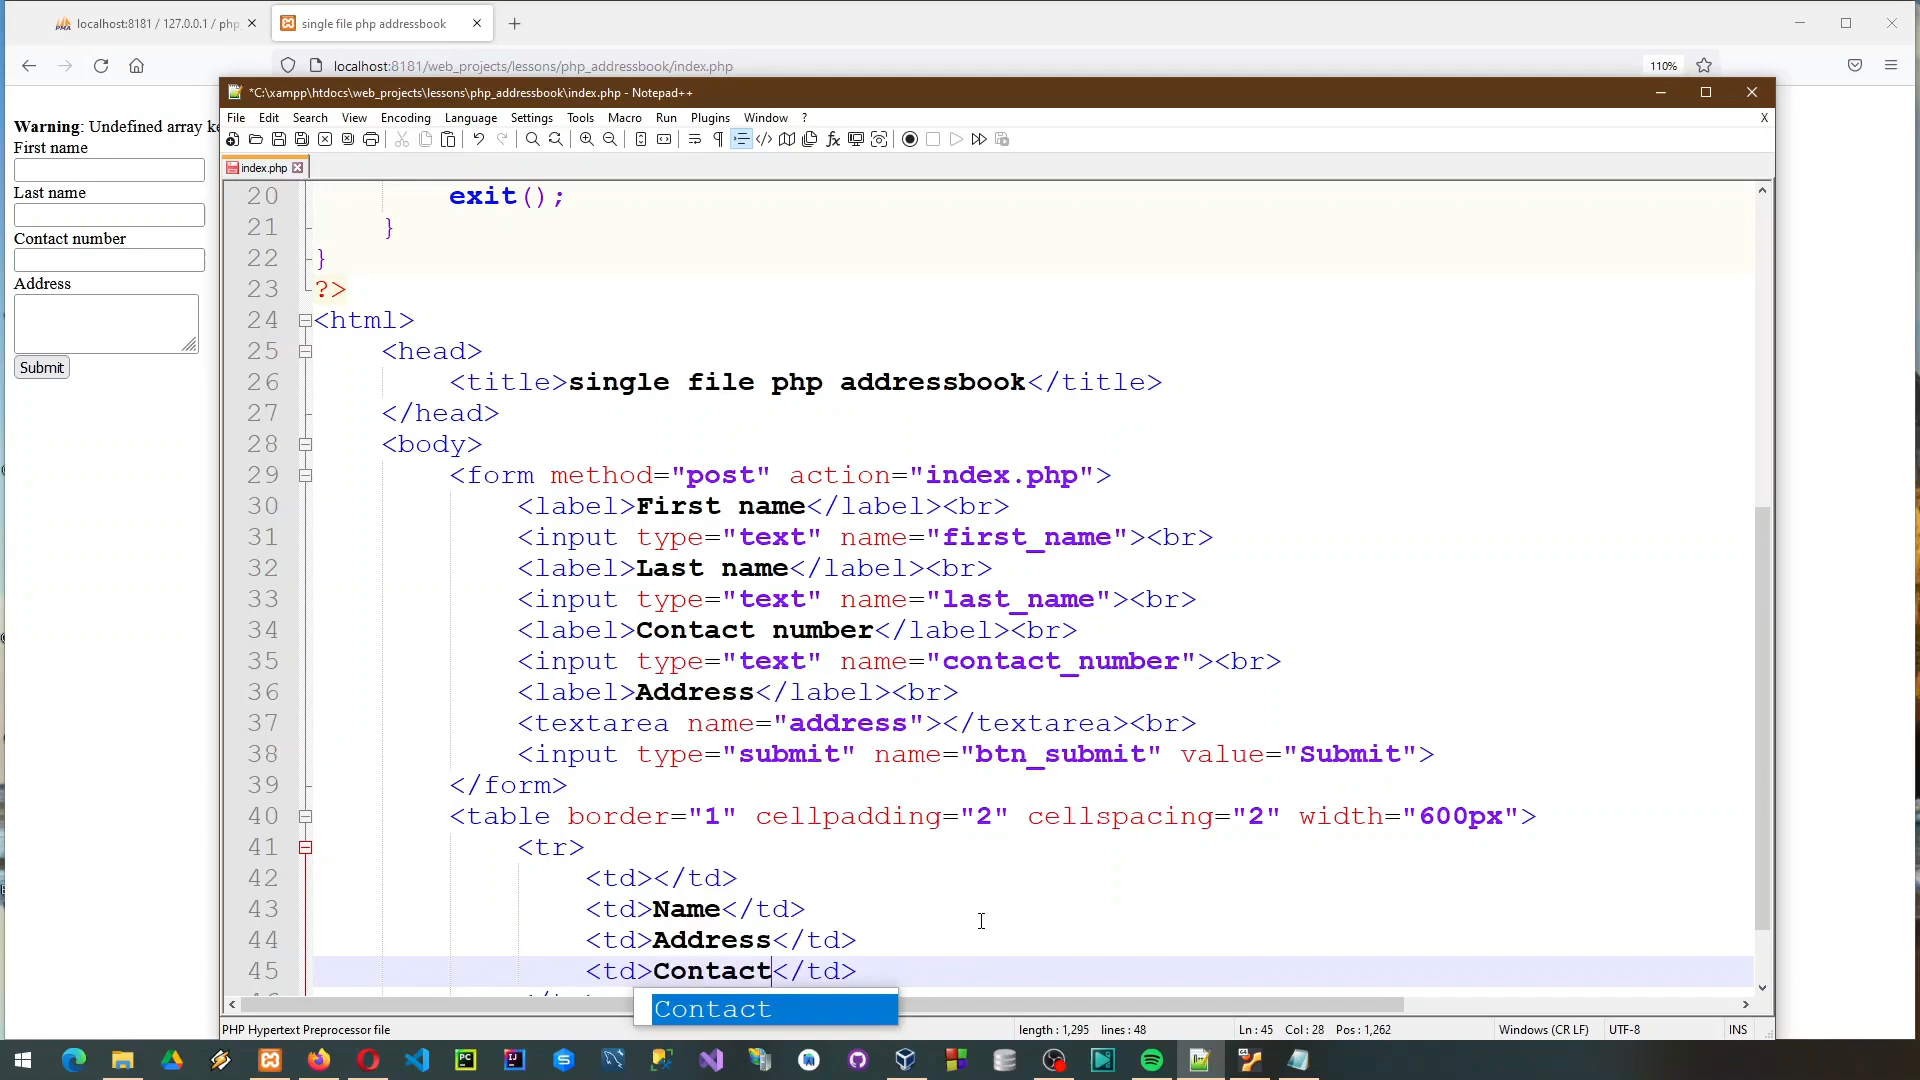 localhost:8181 / 127.0.0.1 / php_
single file php addressbook
localhost:8181/web_projects/lessons/php_addressbook/index.php
110%
*C:\xampp\htdocs\web_projects\lessons\php_addressbook\index.php - Notepad++
File Edit Search View Encoding Language Settings Tools Macro Run Plugins Window ?
X
index.php
Warning: Undefined array
First name
Last name
Contact number
Address
Submit
20 exit();
21 }
22 }
23 ?>
24 <html>
25 <head>
26 <title>single file php addressbook</title>
27 </head>
28 <body>
29 <form method="post" action="index.php">
30 <label>First name</label><br>
31 <input type="text" name="first_name"><br>
32 <label>Last name</label><br>
33 <input type="text" name="last_name"><br>
34 <label>Contact number</label><br>
35 <input type="text" name="contact_number"><br>
36 <label>Address</label><br>
37 <textarea name="address"></textarea><br>
38 <input type="submit" name="btn_submit" value="Submit">
39 </form>
40 <table border="1" cellpadding="2" cellspacing="2" width="600px">
41 <tr>
42 <td></td>
43 <td>Name</td>
44 <td>Address</td>
45 <td>Contact</td>
Contact
PHP Hypertext Preprocessor file
length : 1,295 lines : 48
Ln : 45 Col : 28 Pos : 1,262
Windows (CR LF)
UTF-8
INS